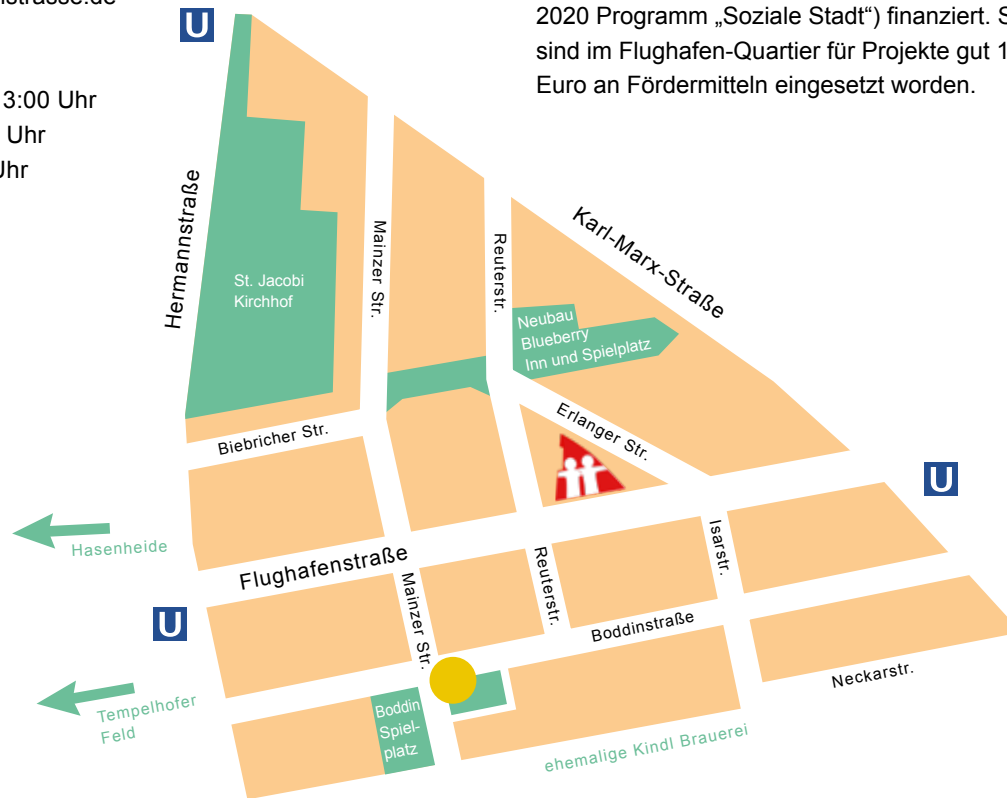 nstrasse.de
3:00 Uhr
Uhr
Uhr
2020 Programm „Soziale Stadt“) finanziert. S
sind im Flughafen-Quartier für Projekte gut 1
Euro an Fördermitteln eingesetzt worden.
U
Hermannstraße
St. Jacobi
Kirchhof
Mainzer Str.
Reuterstr.
Karl-Marx-Straße
Neubau
Blueberry
Inn und Spielplatz
Biebricher Str.
Erlanger Str.
U
Hasenheide
Flughafenstraße
Isarstr.
Mainzer Str.
Reuterstr.
U
Boddinstraße
Neckarstr.
Tempelhofer
Feld
Boddin
Spiel-
platz
ehemalige Kindl Brauerei